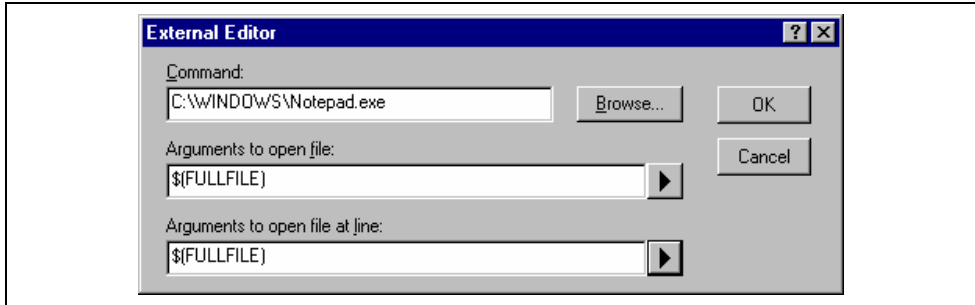 External Editor
Command:
C:\WINDOWS\Notepad.exe
Browse...
OK
Arguments to open file:
Cancel
$(FULLFILE)
Arguments to open file at line:
$(FULLFILE)